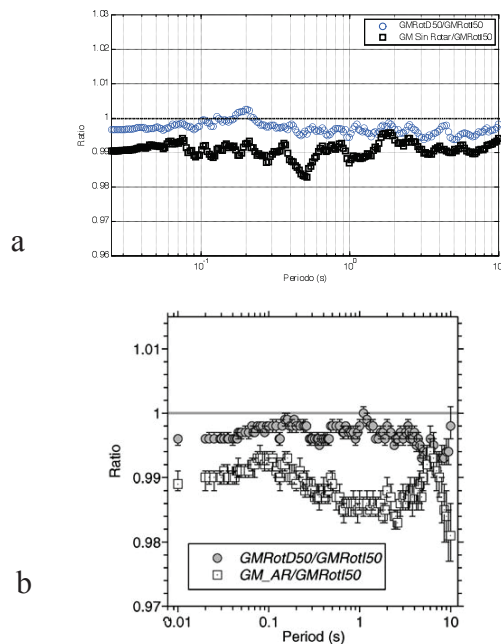 1.03
GMRotD50/GMRotI50
GM Sin Rotar/GMRotI50
1.02
1.01
1
0.99
0.98
0.97
0.96
Ratio
10^-1
10^0
10
Periodo (s)
a
1.01
1
0.99
0.98
0.97
Ratio
GMRotD50/GMRotI50
GM_AR/GMRotI50
0.01
0.1
1
10
Period (s)
b